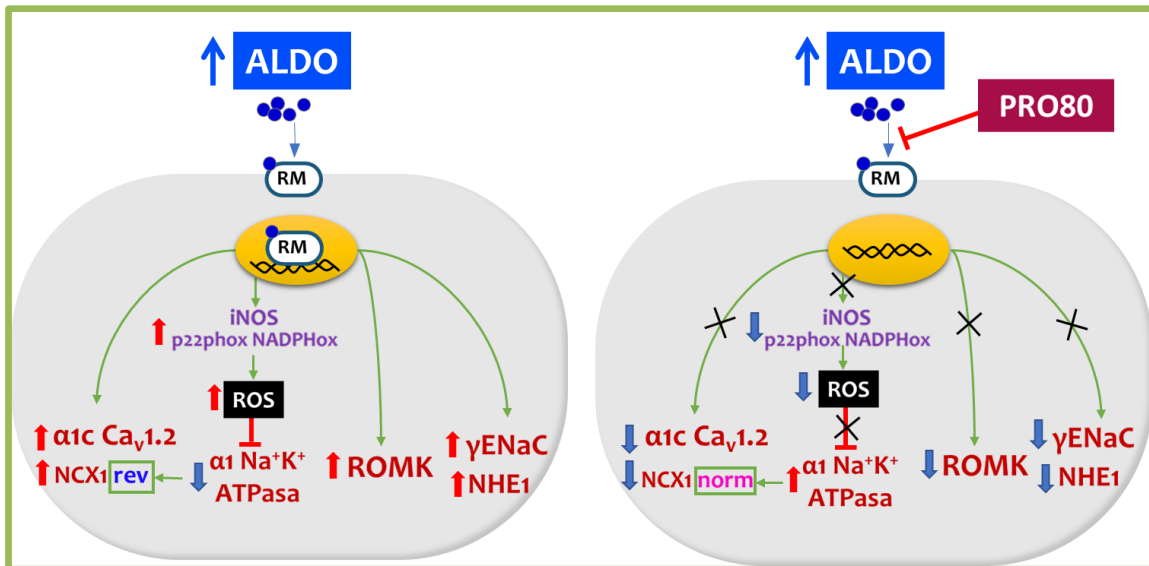 ALDO
RM
RM
iNOS
p22phox NADPHox
ROS
α1c Caᵥ1.2
NCX1 rev
α1 Na⁺K⁺
ATPasa
ROMK
γENaC
NHE1
ALDO
PRO80
RM
iNOS
p22phox NADPHox
ROS
α1c Caᵥ1.2
NCX1 norm
α1 Na⁺K⁺
ATPasa
ROMK
γENaC
NHE1